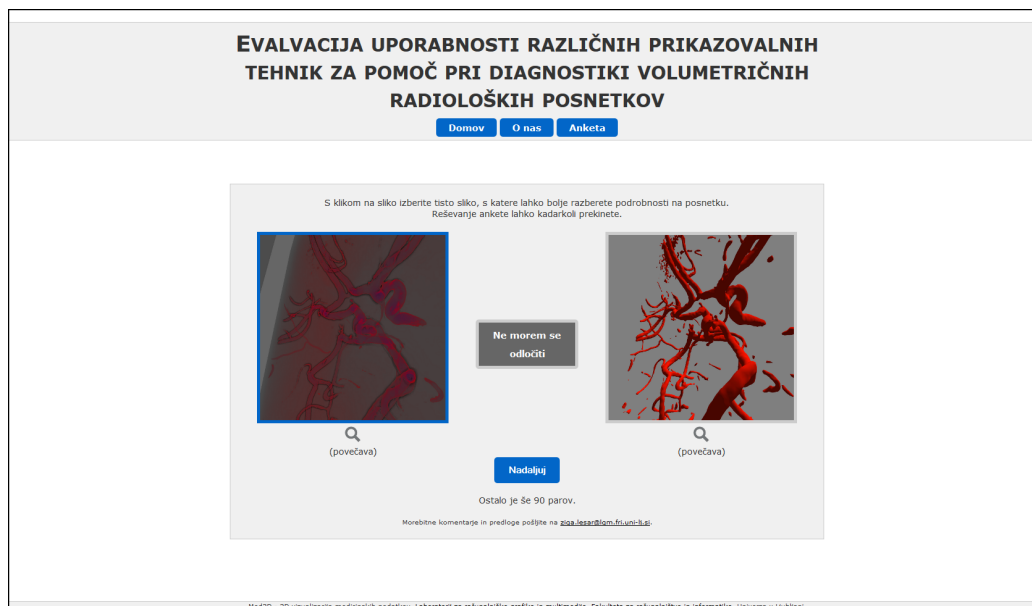 EVALVACIJA UPORABNOSTI RAZLIČNIH PRIKAZOVALNIH
TEHNIK ZA POMOČ PRI DIAGNOSTIKI VOLUMETRIČNIH
RADIOLOŠKIH POSNETKOV
Domov O nas Anketa
S klikom na sliko izberite tisto sliko, s katere lahko bolje razberete podrobnosti na posnetku.
Reševanje ankete lahko kadarkoli prekinete.
Ne morem se
odločiti
(povečava) (povečava)
Nadaljuj
Ostalo je še 90 parov.
Morebitne komentarje in predloge pošljite na ziga.lesar@lgm.fri.uni-lj.si.